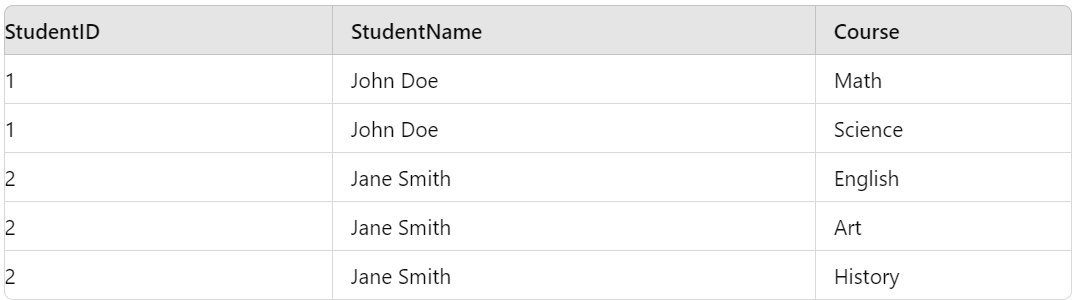 StudentID StudentName Course
1 John Doe Math
1 John Doe Science
2 Jane Smith English
2 Jane Smith Art
2 Jane Smith History